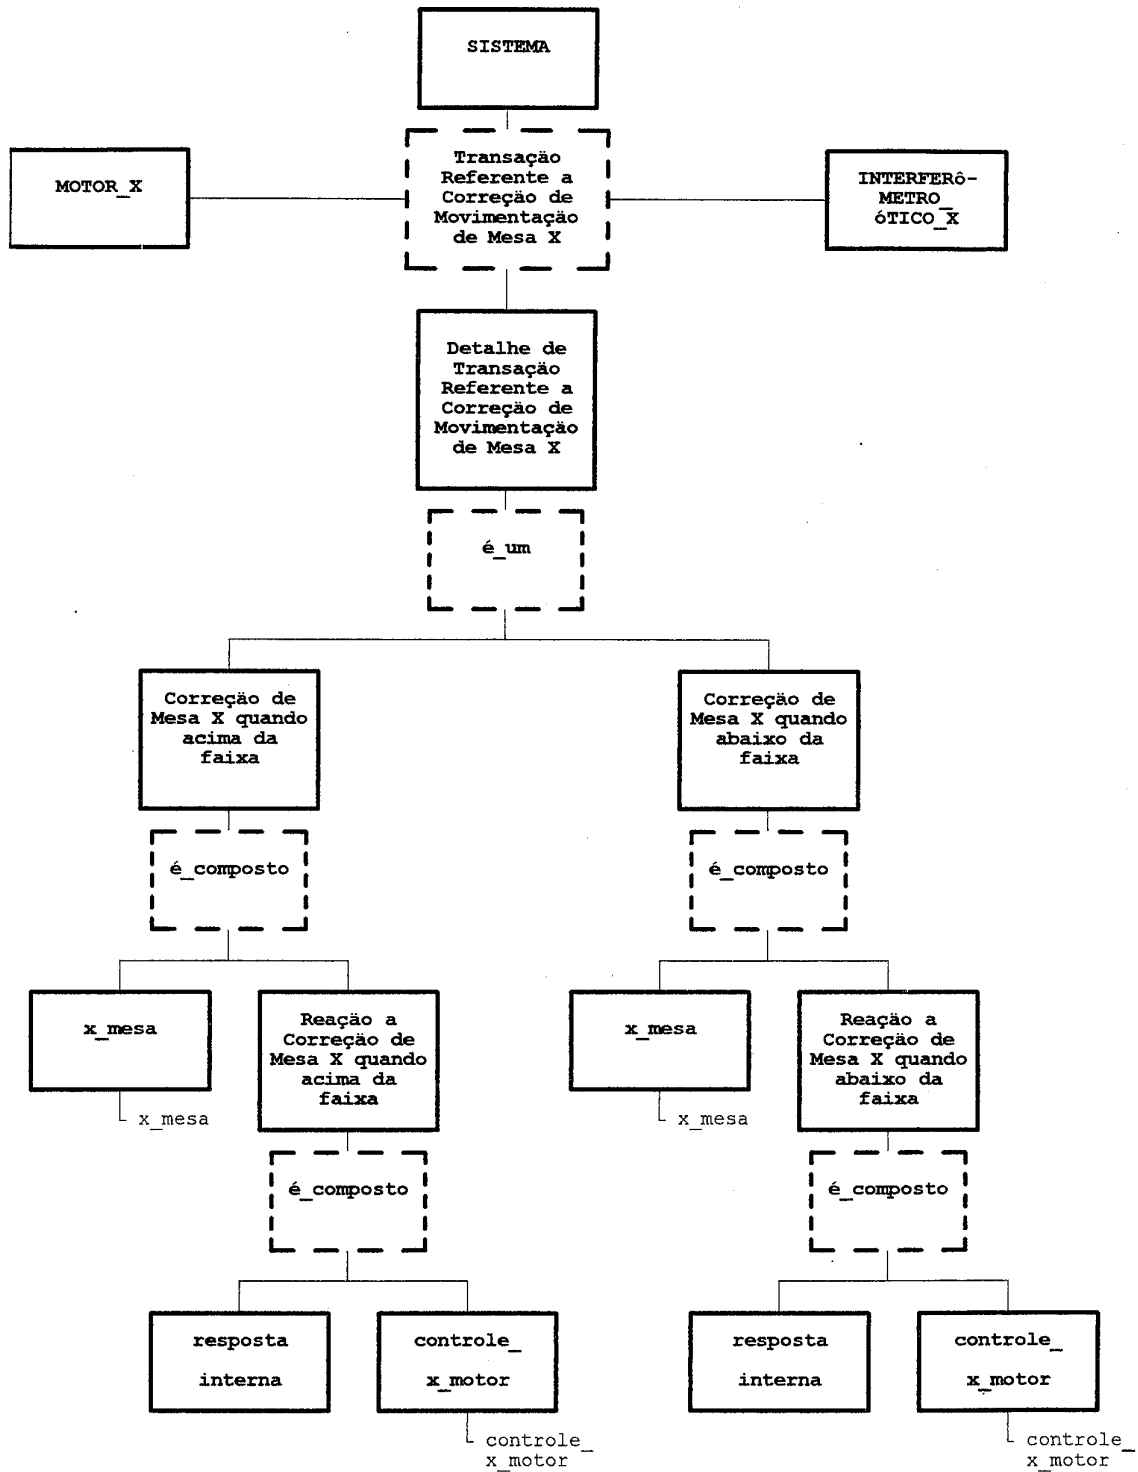 SISTEMA
MOTOR_X
Transação
Referente a
Correção de
Movimentação
de Mesa X
INTERFERÔ-
METRO_
ÓTICO_X
Detalhe de
Transação
Referente a
Correção de
Movimentação
de Mesa X
é_um
Correção de
Mesa X quando
acima da
faixa
Correção de
Mesa X quando
abaixo da
faixa
é_composto
é_composto
x_mesa
x_mesa
Reação a
Correção de
Mesa X quando
acima da
faixa
x_mesa
x_mesa
Reação a
Correção de
Mesa X quando
abaixo da
faixa
é_composto
é_composto
resposta
interna
controle_
x_motor
controle_
x_motor
resposta
interna
controle_
x_motor
controle_
x_motor